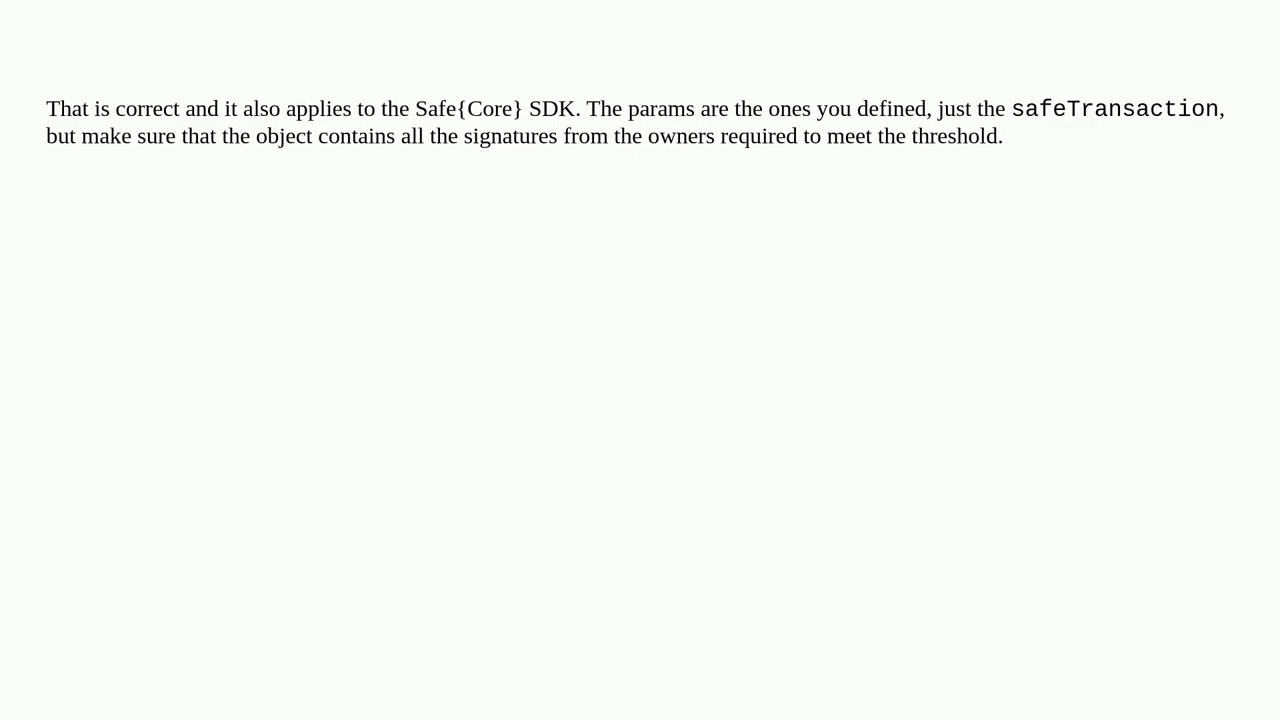 That is correct and it also applies to the Safe{Core} SDK. The params are the ones you defined, just the safeTransaction,
but make sure that the object contains all the signatures from the owners required to meet the threshold.